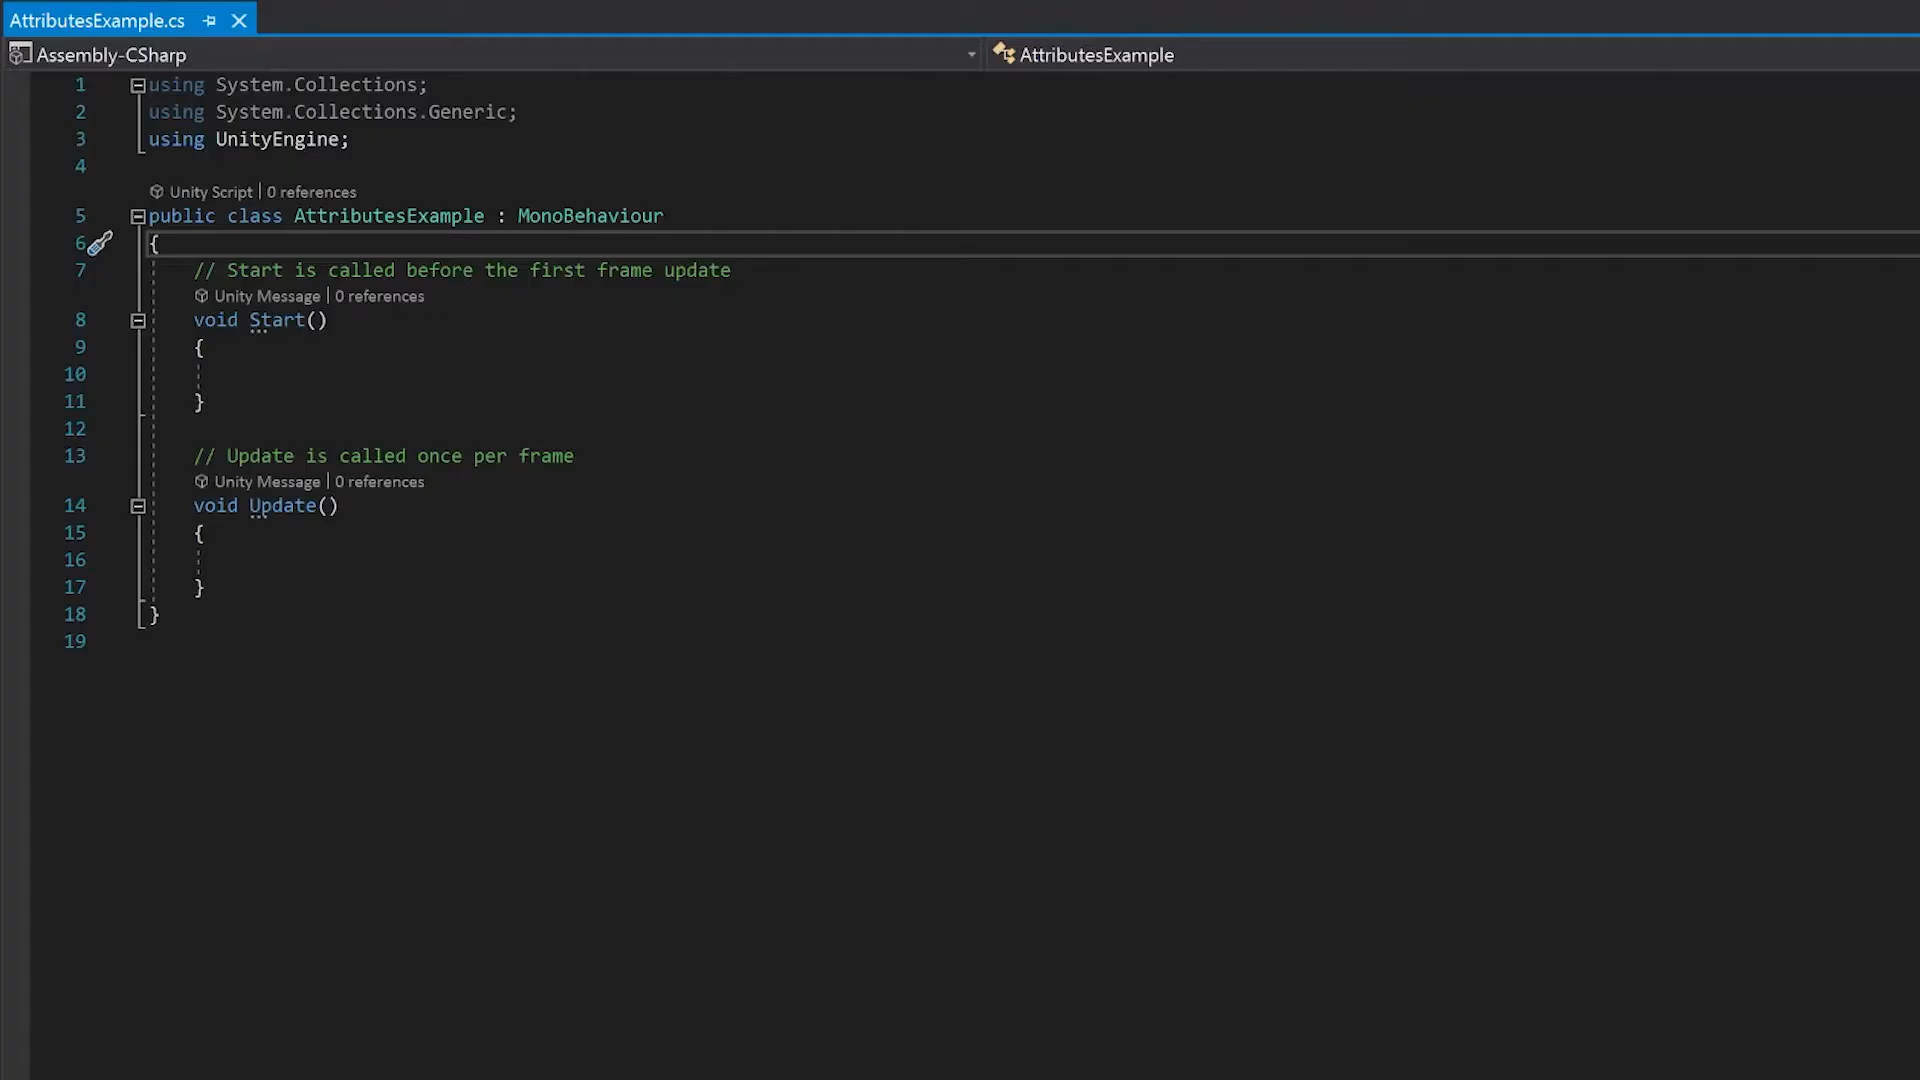 AttributesExample.cs
Assembly-CSharp
AttributesExample
1 using System.Collections;
2 using System.Collections.Generic;
3 using UnityEngine;
4
Unity Script | 0 references
5 public class AttributesExample : MonoBehaviour
6 {
7 // Start is called before the first frame update
Unity Message | 0 references
8 void Start()
9 {
10
11 }
12
13 // Update is called once per frame
Unity Message | 0 references
14 void Update()
15 {
16
17 }
18 }
19